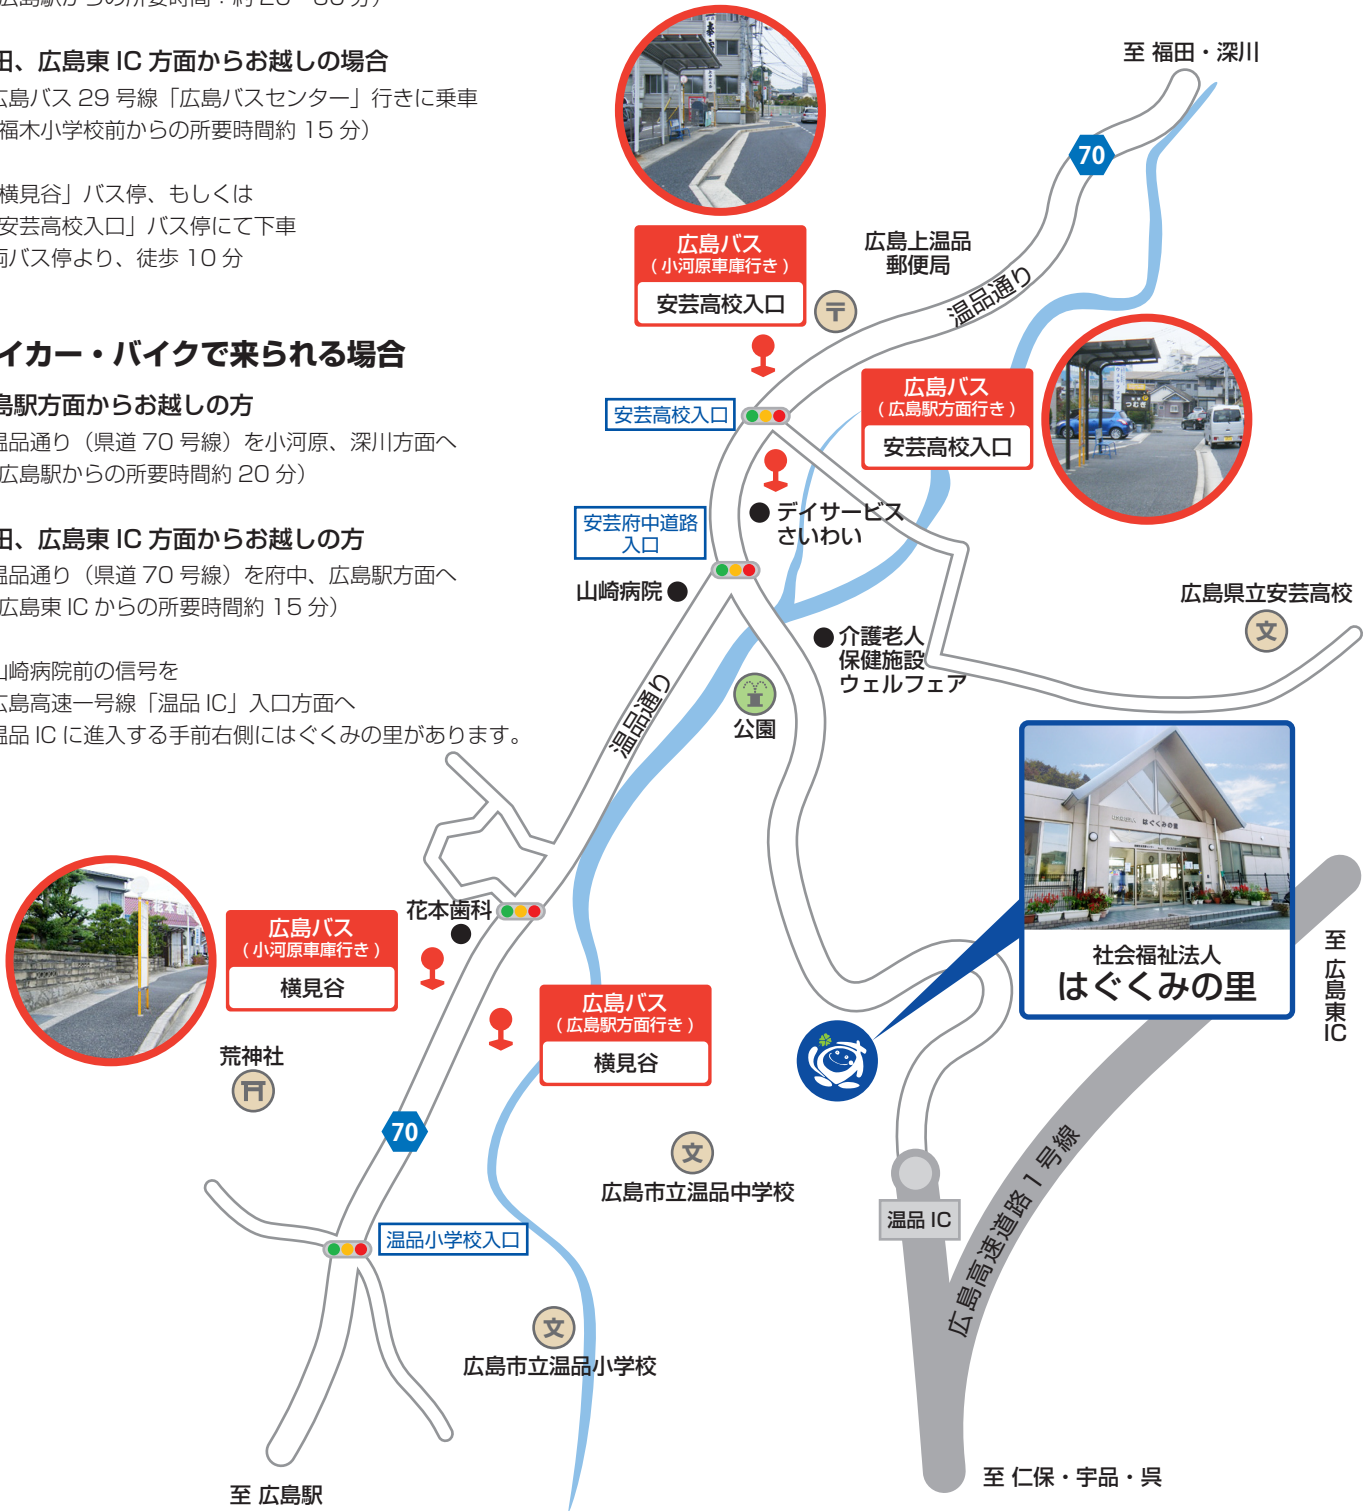 広島駅からの所要時間：約 20～30 分）
田、広島東 IC 方面からお越しの場合
広島バス 29 号線「広島バスセンター」行きに乗車
福木小学校前からの所要時間約 15 分）
横見谷」バス停、もしくは
安芸高校入口」バス停にて下車
両バス停より、徒歩 10 分
イカー・バイクで来られる場合
島駅方面からお越しの方
温品通り（県道 70 号線）を小河原、深川方面へ
広島駅からの所要時間約 20 分）
田、広島東 IC 方面からお越しの方
温品通り（県道 70 号線）を府中、広島駅方面へ
広島東 IC からの所要時間約 15 分）
山崎病院前の信号を
広島高速一号線「温品 IC」入口方面へ
温品 IC に進入する手前右側にはぐくみの里があります。
至 福田・深川
70
広島バス
( 小河原車庫行き )
安芸高校入口
広島上温品
郵便局
〒
温品通り
広島バス
( 広島駅方面行き )
安芸高校入口
つむぎ
安芸高校入口
デイサービス
さいわい
安芸府中道路
入口
山崎病院
広島県立安芸高校
文
介護老人
保健施設
ウェルフェア
公園
温品通り
はぐくみの里
社会福祉法人
はぐくみの里
至 広島東IC
花本歯科
広島バス
( 小河原車庫行き )
横見谷
広島バス
( 広島駅方面行き )
横見谷
荒神社
70
文
広島市立温品中学校
温品 IC
広島高速道路 1 号線
温品小学校入口
文
広島市立温品小学校
至 広島駅
至 仁保・宇品・呉